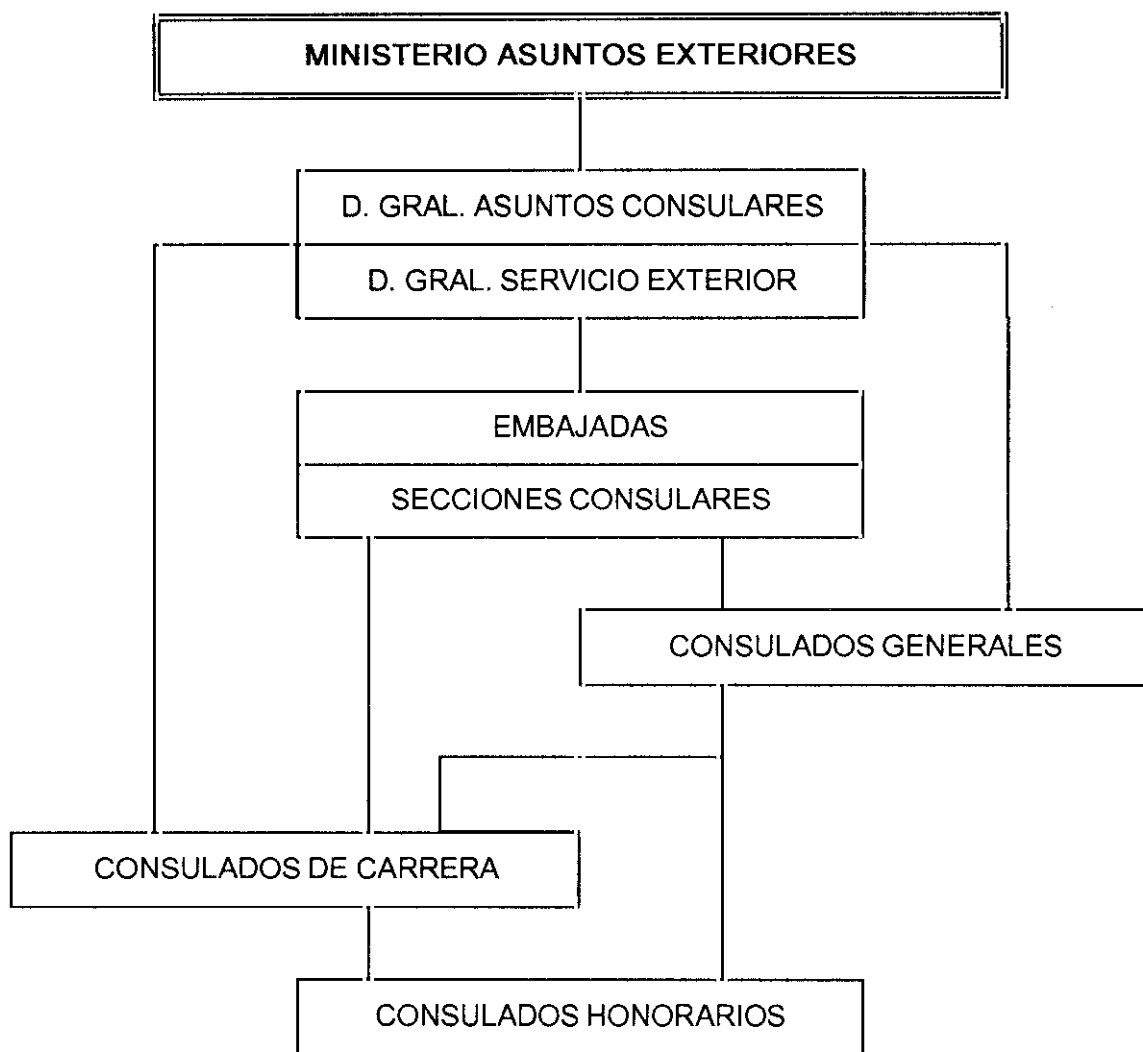 MINISTERIO ASUNTOS EXTERIORES
D. GRAL. ASUNTOS CONSULARES
D. GRAL. SERVICIO EXTERIOR
EMBAJADAS
SECCIONES CONSULARES
CONSULADOS GENERALES
CONSULADOS DE CARRERA
CONSULADOS HONORARIOS